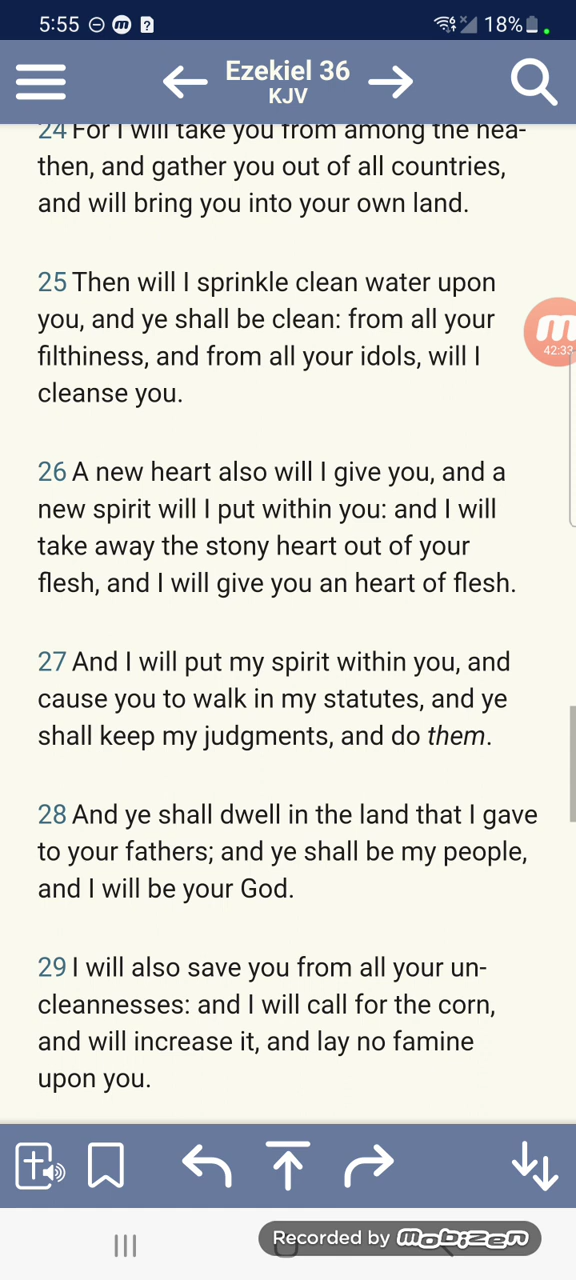 5:55 18%
Ezekiel 36
KJV
24 For I will take you from among the hea-
then, and gather you out of all countries,
and will bring you into your own land.
25 Then will I sprinkle clean water upon
you, and ye shall be clean: from all your
filthiness, and from all your idols, will I
cleanse you.
42:33
26 A new heart also will I give you, and a
new spirit will I put within you: and I will
take away the stony heart out of your
flesh, and I will give you an heart of flesh.
27 And I will put my spirit within you, and
cause you to walk in my statutes, and ye
shall keep my judgments, and do them.
28 And ye shall dwell in the land that I gave
to your fathers; and ye shall be my people,
and I will be your God.
29 I will also save you from all your un-
cleannesses: and I will call for the corn,
and will increase it, and lay no famine
upon you.
Recorded by mobizen